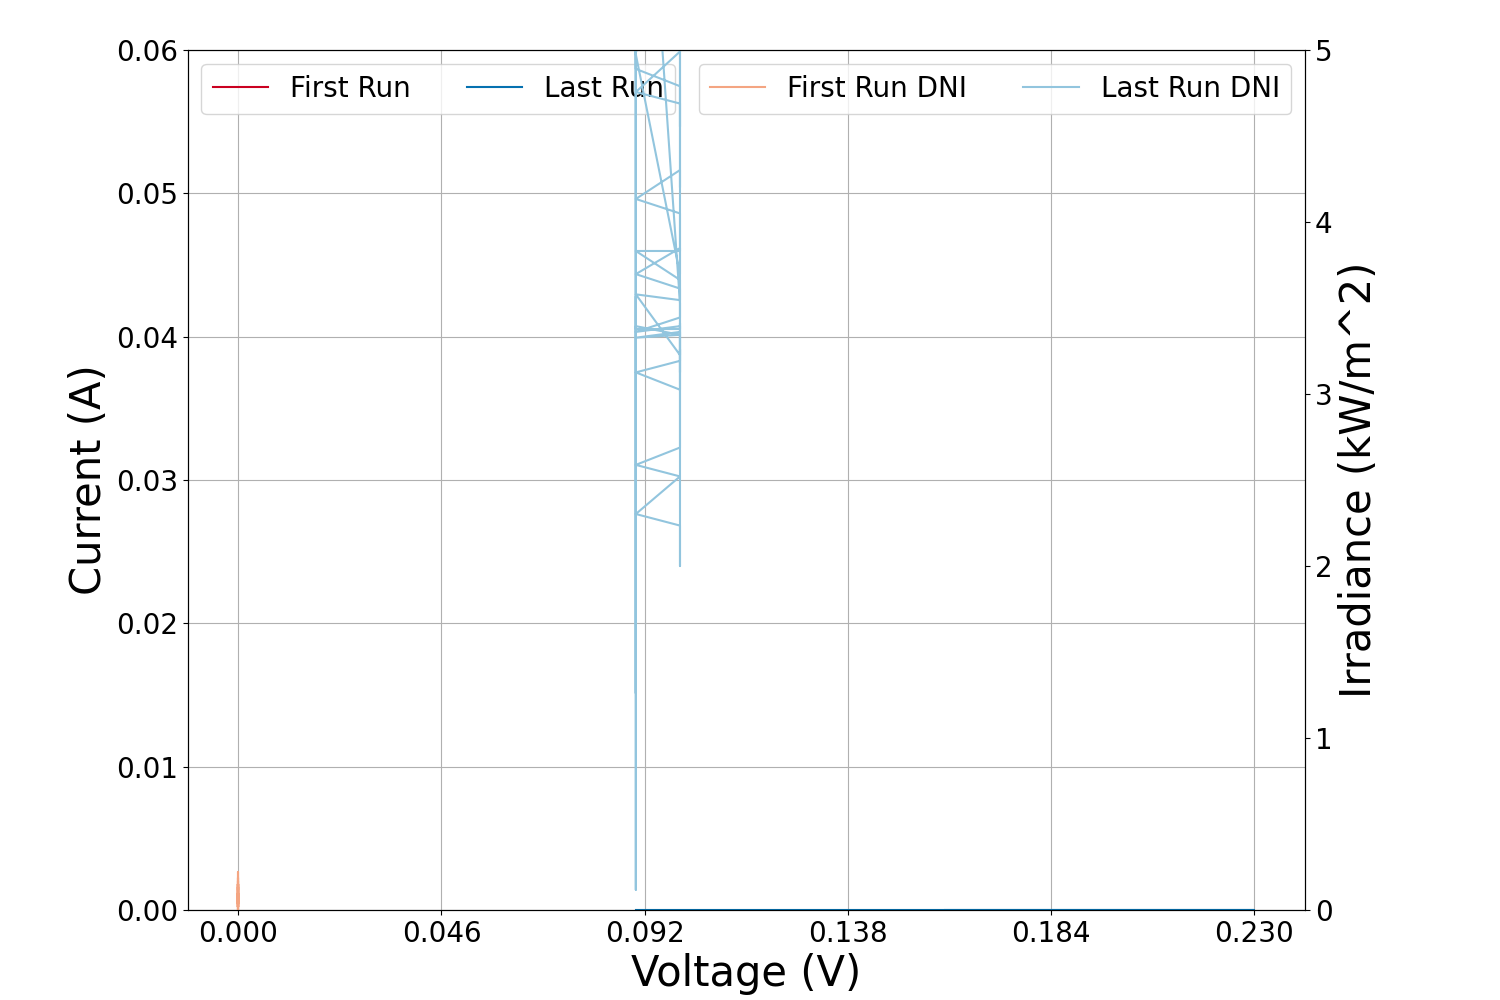 First Run
Last Run
First Run DNI
Last Run DNI
0.06
0.05
0.04
0.03
0.02
0.01
0.00
Current (A)
5
4
3
2
1
0
Irradiance (kW/m^2)
0.000
0.046
0.092
0.138
0.184
0.230
Voltage (V)